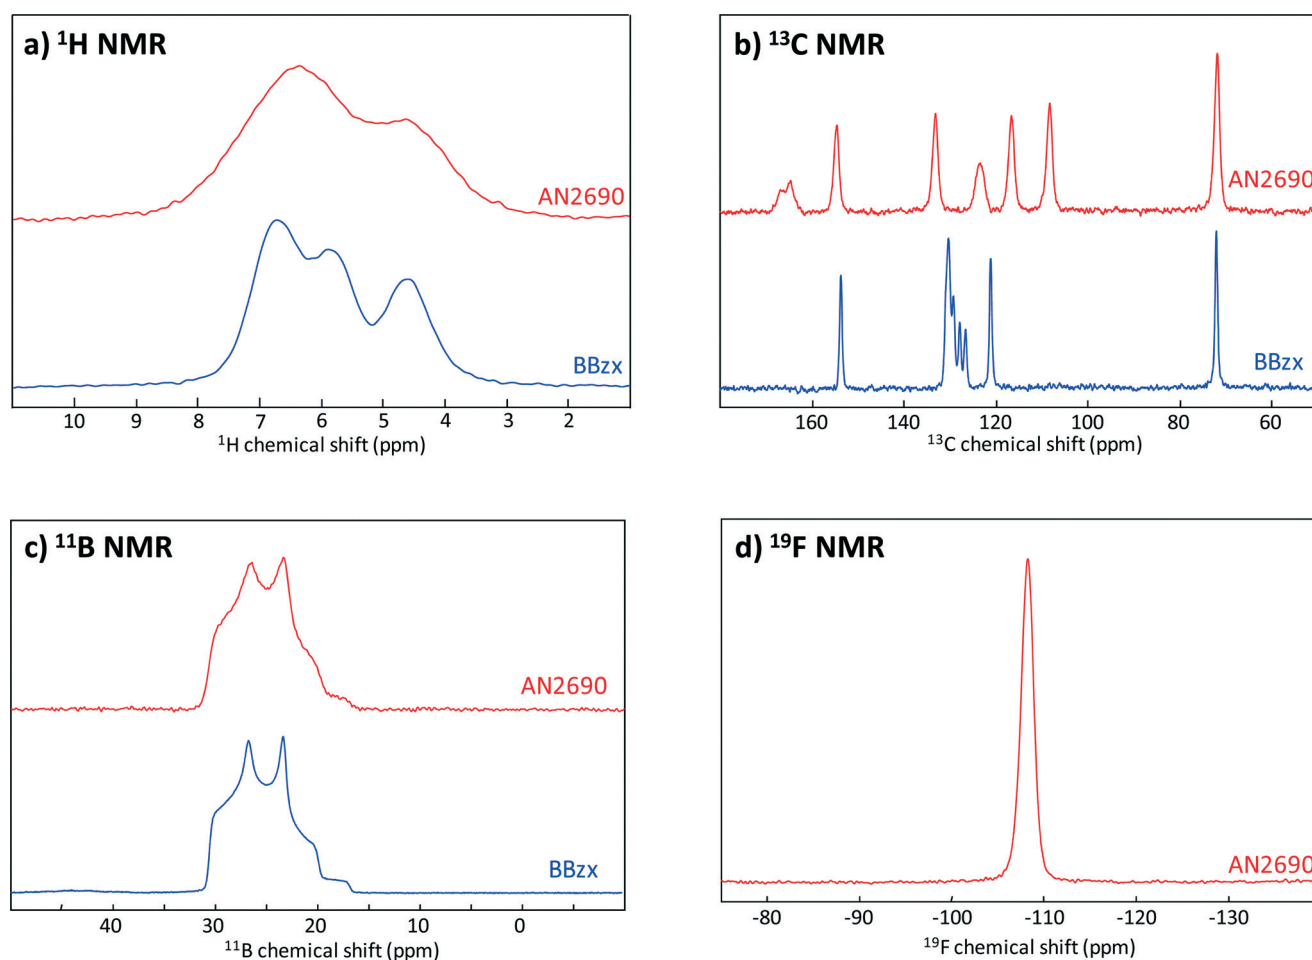 a) ¹H NMR
AN2690
BBzx
10 9 8 7 6 5 4 3 2
¹H chemical shift (ppm)
b) ¹³C NMR
AN2690
BBzx
160 140 120 100 80 60
¹³C chemical shift (ppm)
c) ¹¹B NMR
AN2690
BBzx
40 30 20 10 0
¹¹B chemical shift (ppm)
d) ¹⁹F NMR
AN2690
-80 -90 -100 -110 -120 -130
¹⁹F chemical shift (ppm)